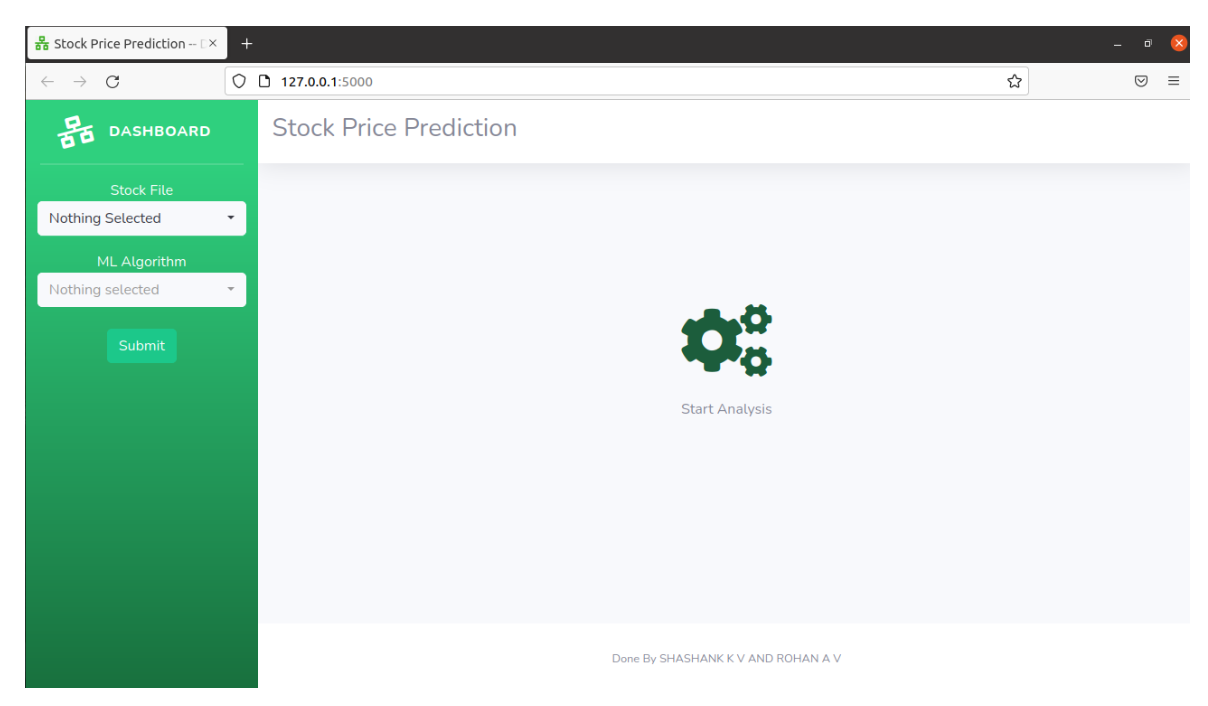 Stock Price Prediction --
127.0.0.1:5000
DASHBOARD
Stock Price Prediction
Stock File
Nothing Selected
ML Algorithm
Nothing selected
Submit
Start Analysis
Done By SHASHANK K V AND ROHAN A V